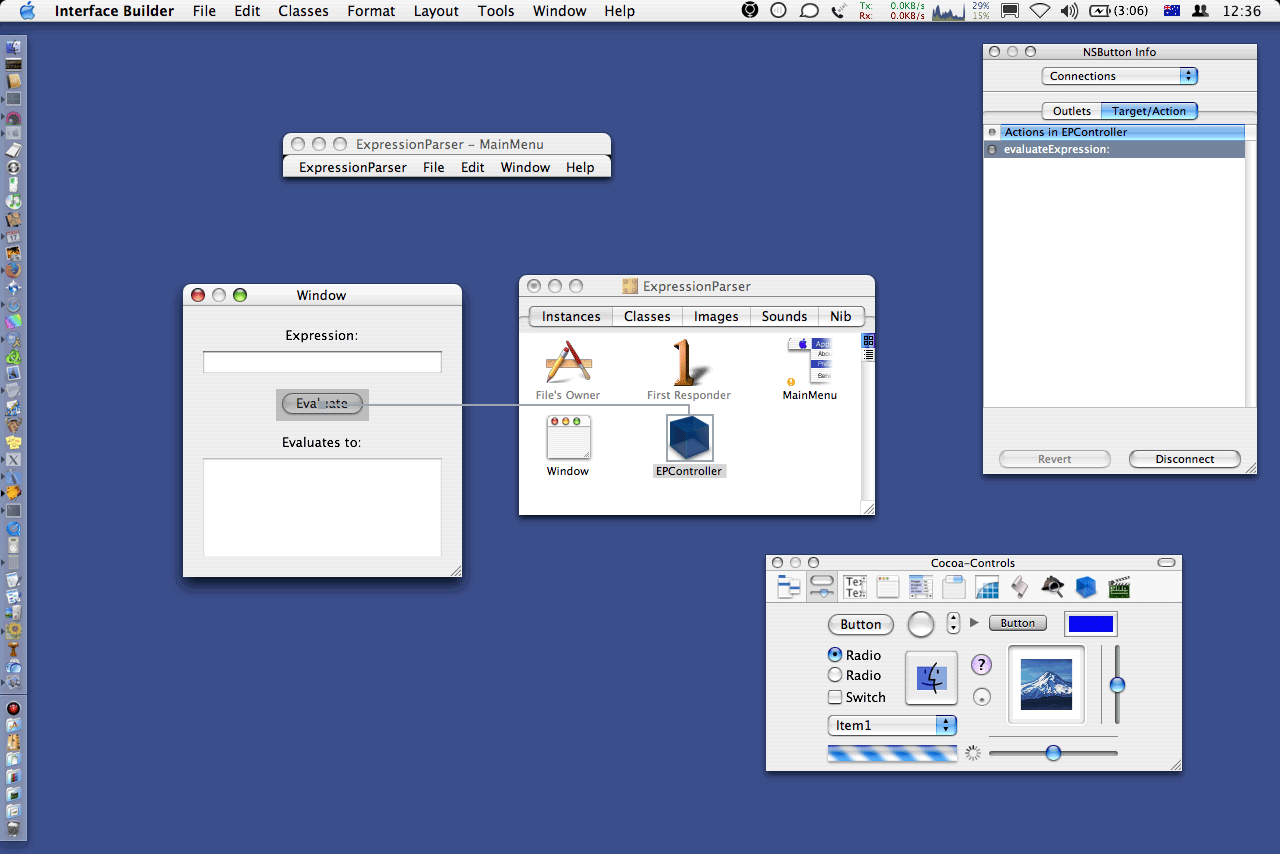 Interface Builder File Edit Classes Format Layout Tools Window Help Tx: 0.0KB/s Rx: 0.0KB/s 29% 15% (3:06) 12:36
NSButton Info
Connections
Outlets Target/Action
Actions in EPController
evaluateExpression:
Revert Disconnect
ExpressionParser – MainMenu
ExpressionParser File Edit Window Help
Window
Expression:
Evaluate
Evaluates to:
ExpressionParser
Instances Classes Images Sounds Nib
File's Owner First Responder MainMenu
Window EPController
Cocoa-Controls
Button Button
Radio
Radio
Switch
?
Item1